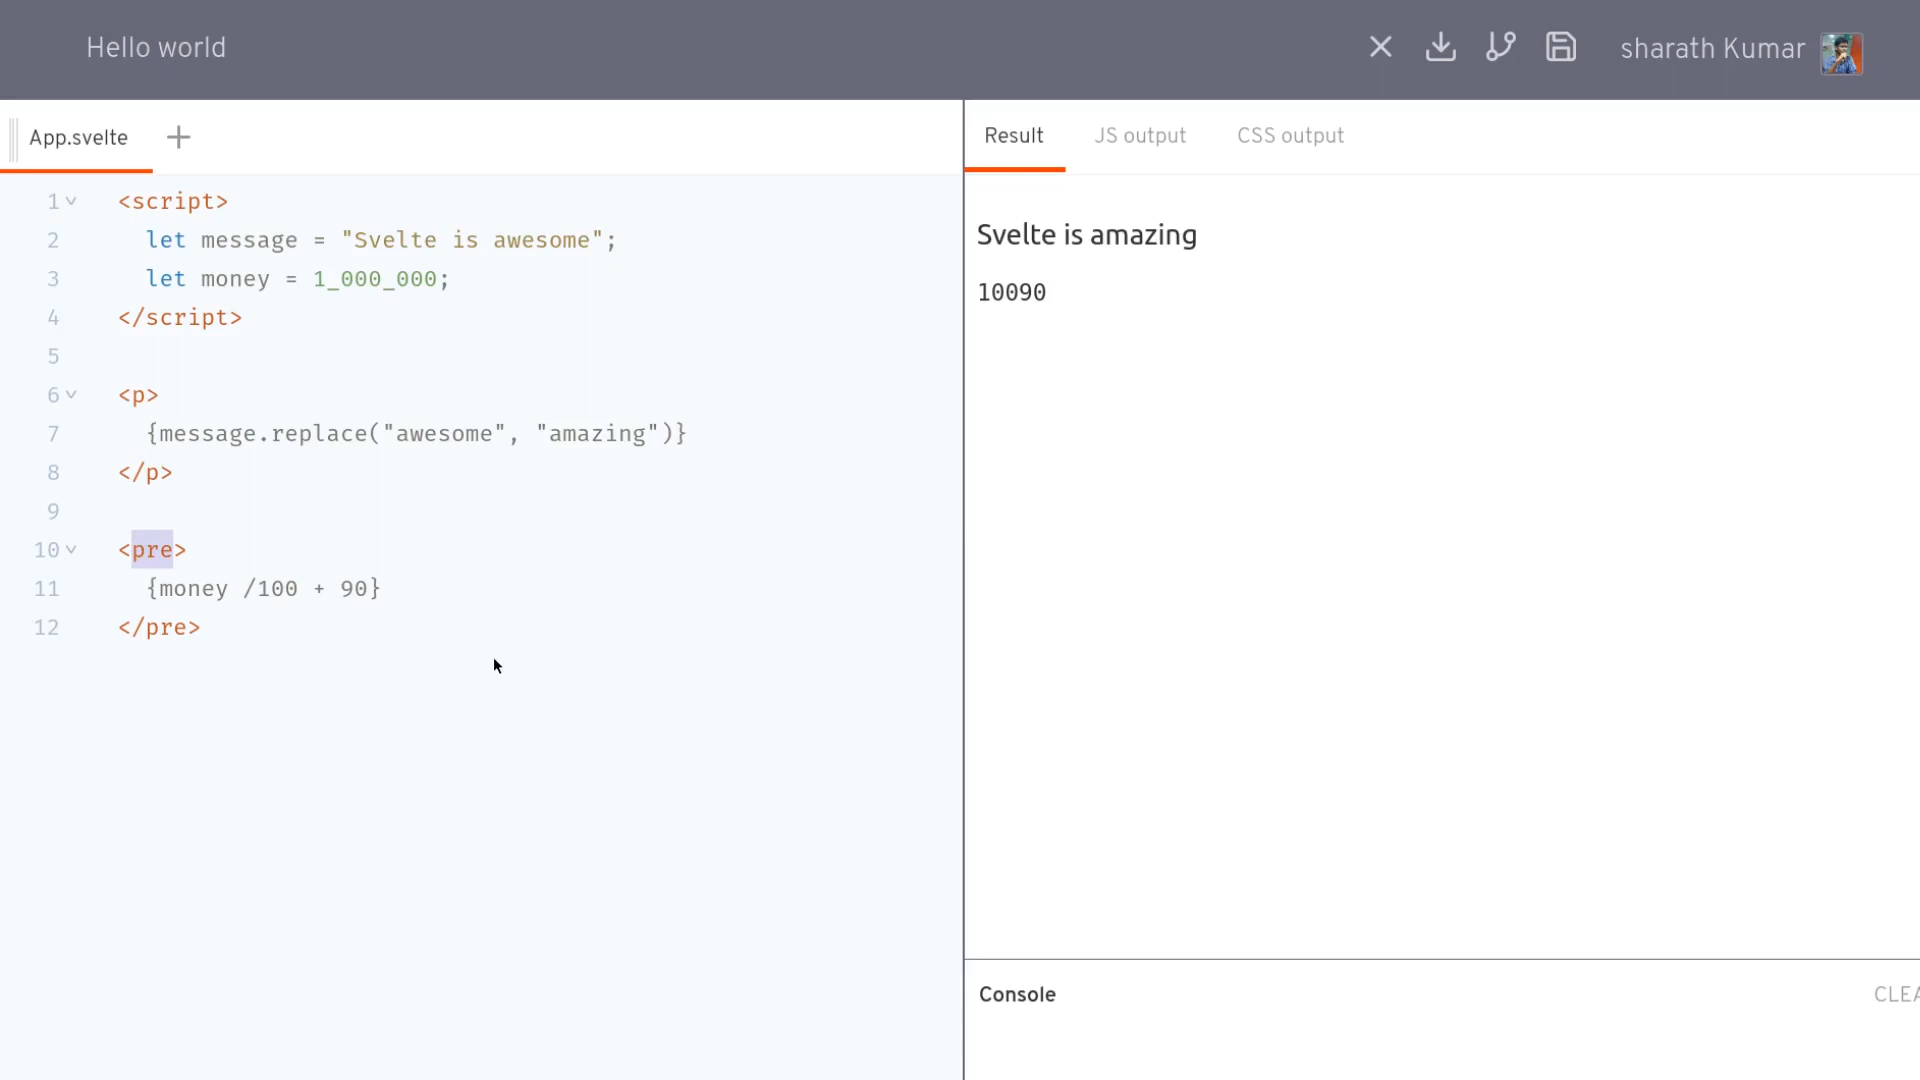 Hello world
sharath Kumar
App.svelte
Result JS output CSS output
1 <script>
2 let message = "Svelte is awesome";
3 let money = 1_000_000;
4 </script>
5
6 <p>
7 {message.replace("awesome", "amazing")}
8 </p>
9
10 <pre>
11 {money /100 + 90}
12 </pre>
Svelte is amazing
10090
Console
CLEA